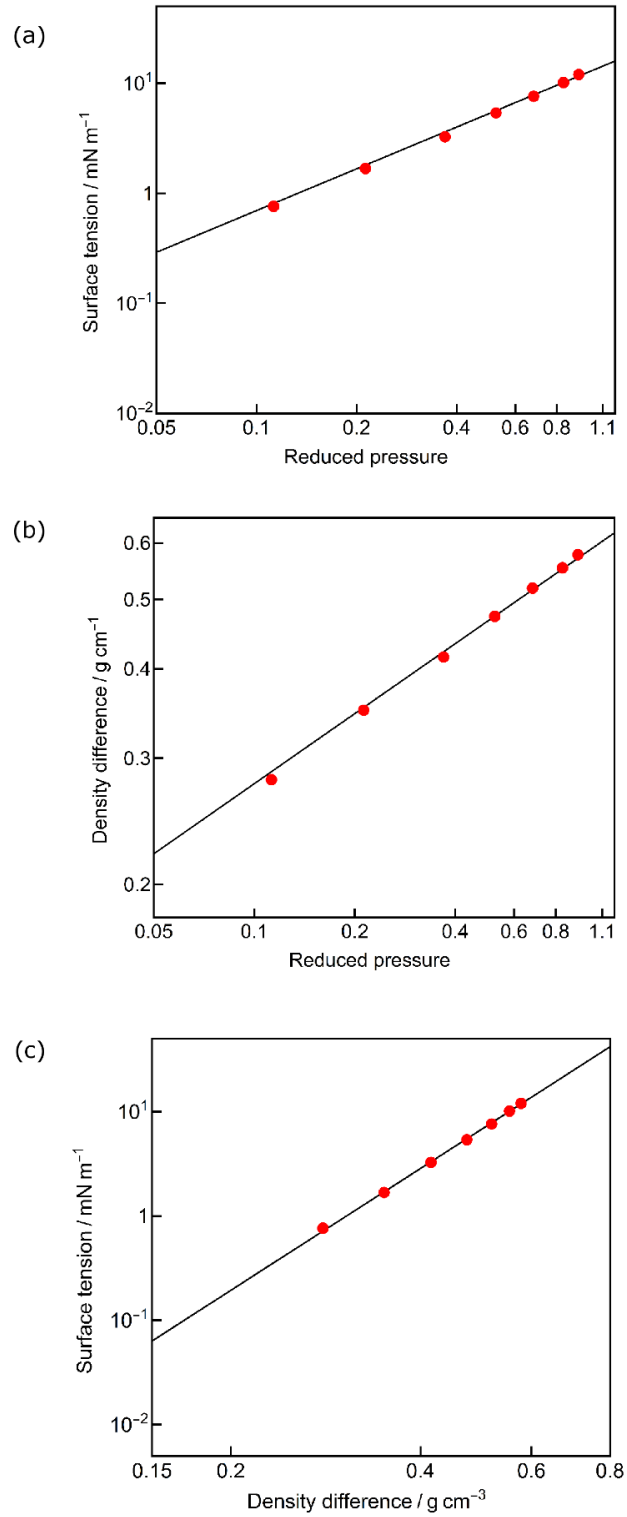 (a)
Surface tension / mN m⁻¹
10¹
1
10⁻¹
10⁻²
0.05 0.1 0.2 0.4 0.6 0.8 1.1
Reduced pressure
(b)
Density difference / g cm⁻¹
0.6
0.5
0.4
0.3
0.2
0.05 0.1 0.2 0.4 0.6 0.8 1.1
Reduced pressure
(c)
Surface tension / mN m⁻¹
10¹
1
10⁻¹
10⁻²
0.15 0.2 0.4 0.6 0.8
Density difference / g cm⁻³